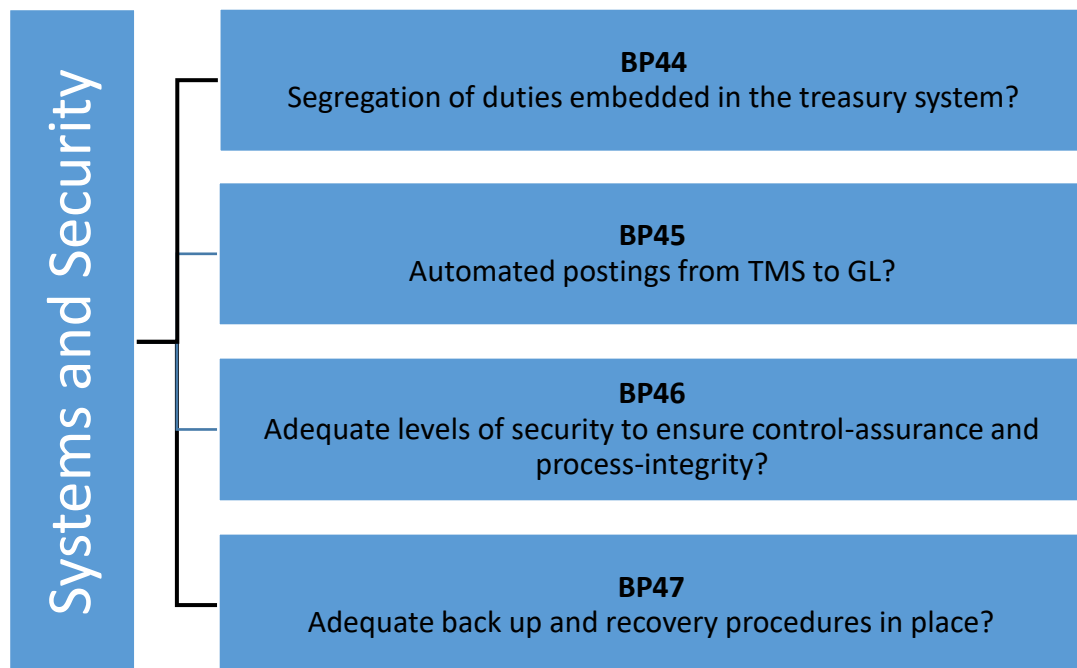 Systems and Security
BP44
Segregation of duties embedded in the treasury system?
BP45
Automated postings from TMS to GL?
BP46
Adequate levels of security to ensure control-assurance and
process-integrity?
BP47
Adequate back up and recovery procedures in place?